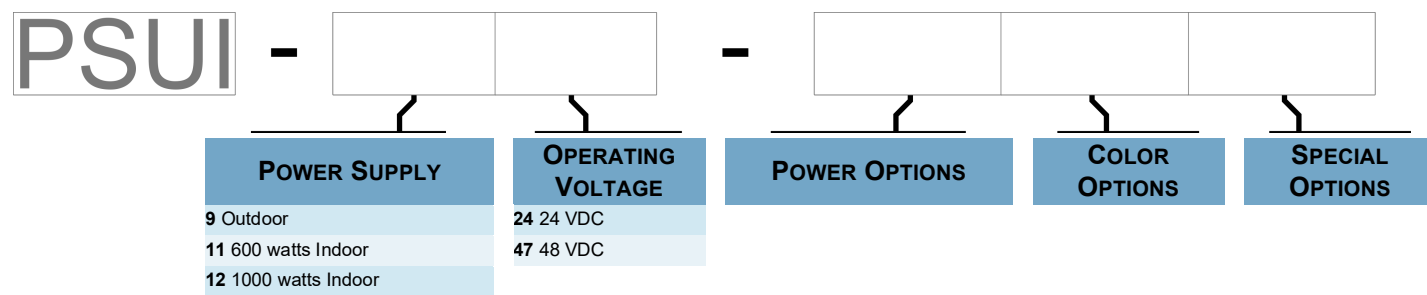 PSUI - -
POWER SUPPLY
OPERATING
VOLTAGE
POWER OPTIONS
COLOR
OPTIONS
SPECIAL
OPTIONS
9 Outdoor
11 600 watts Indoor
12 1000 watts Indoor
24 24 VDC
47 48 VDC